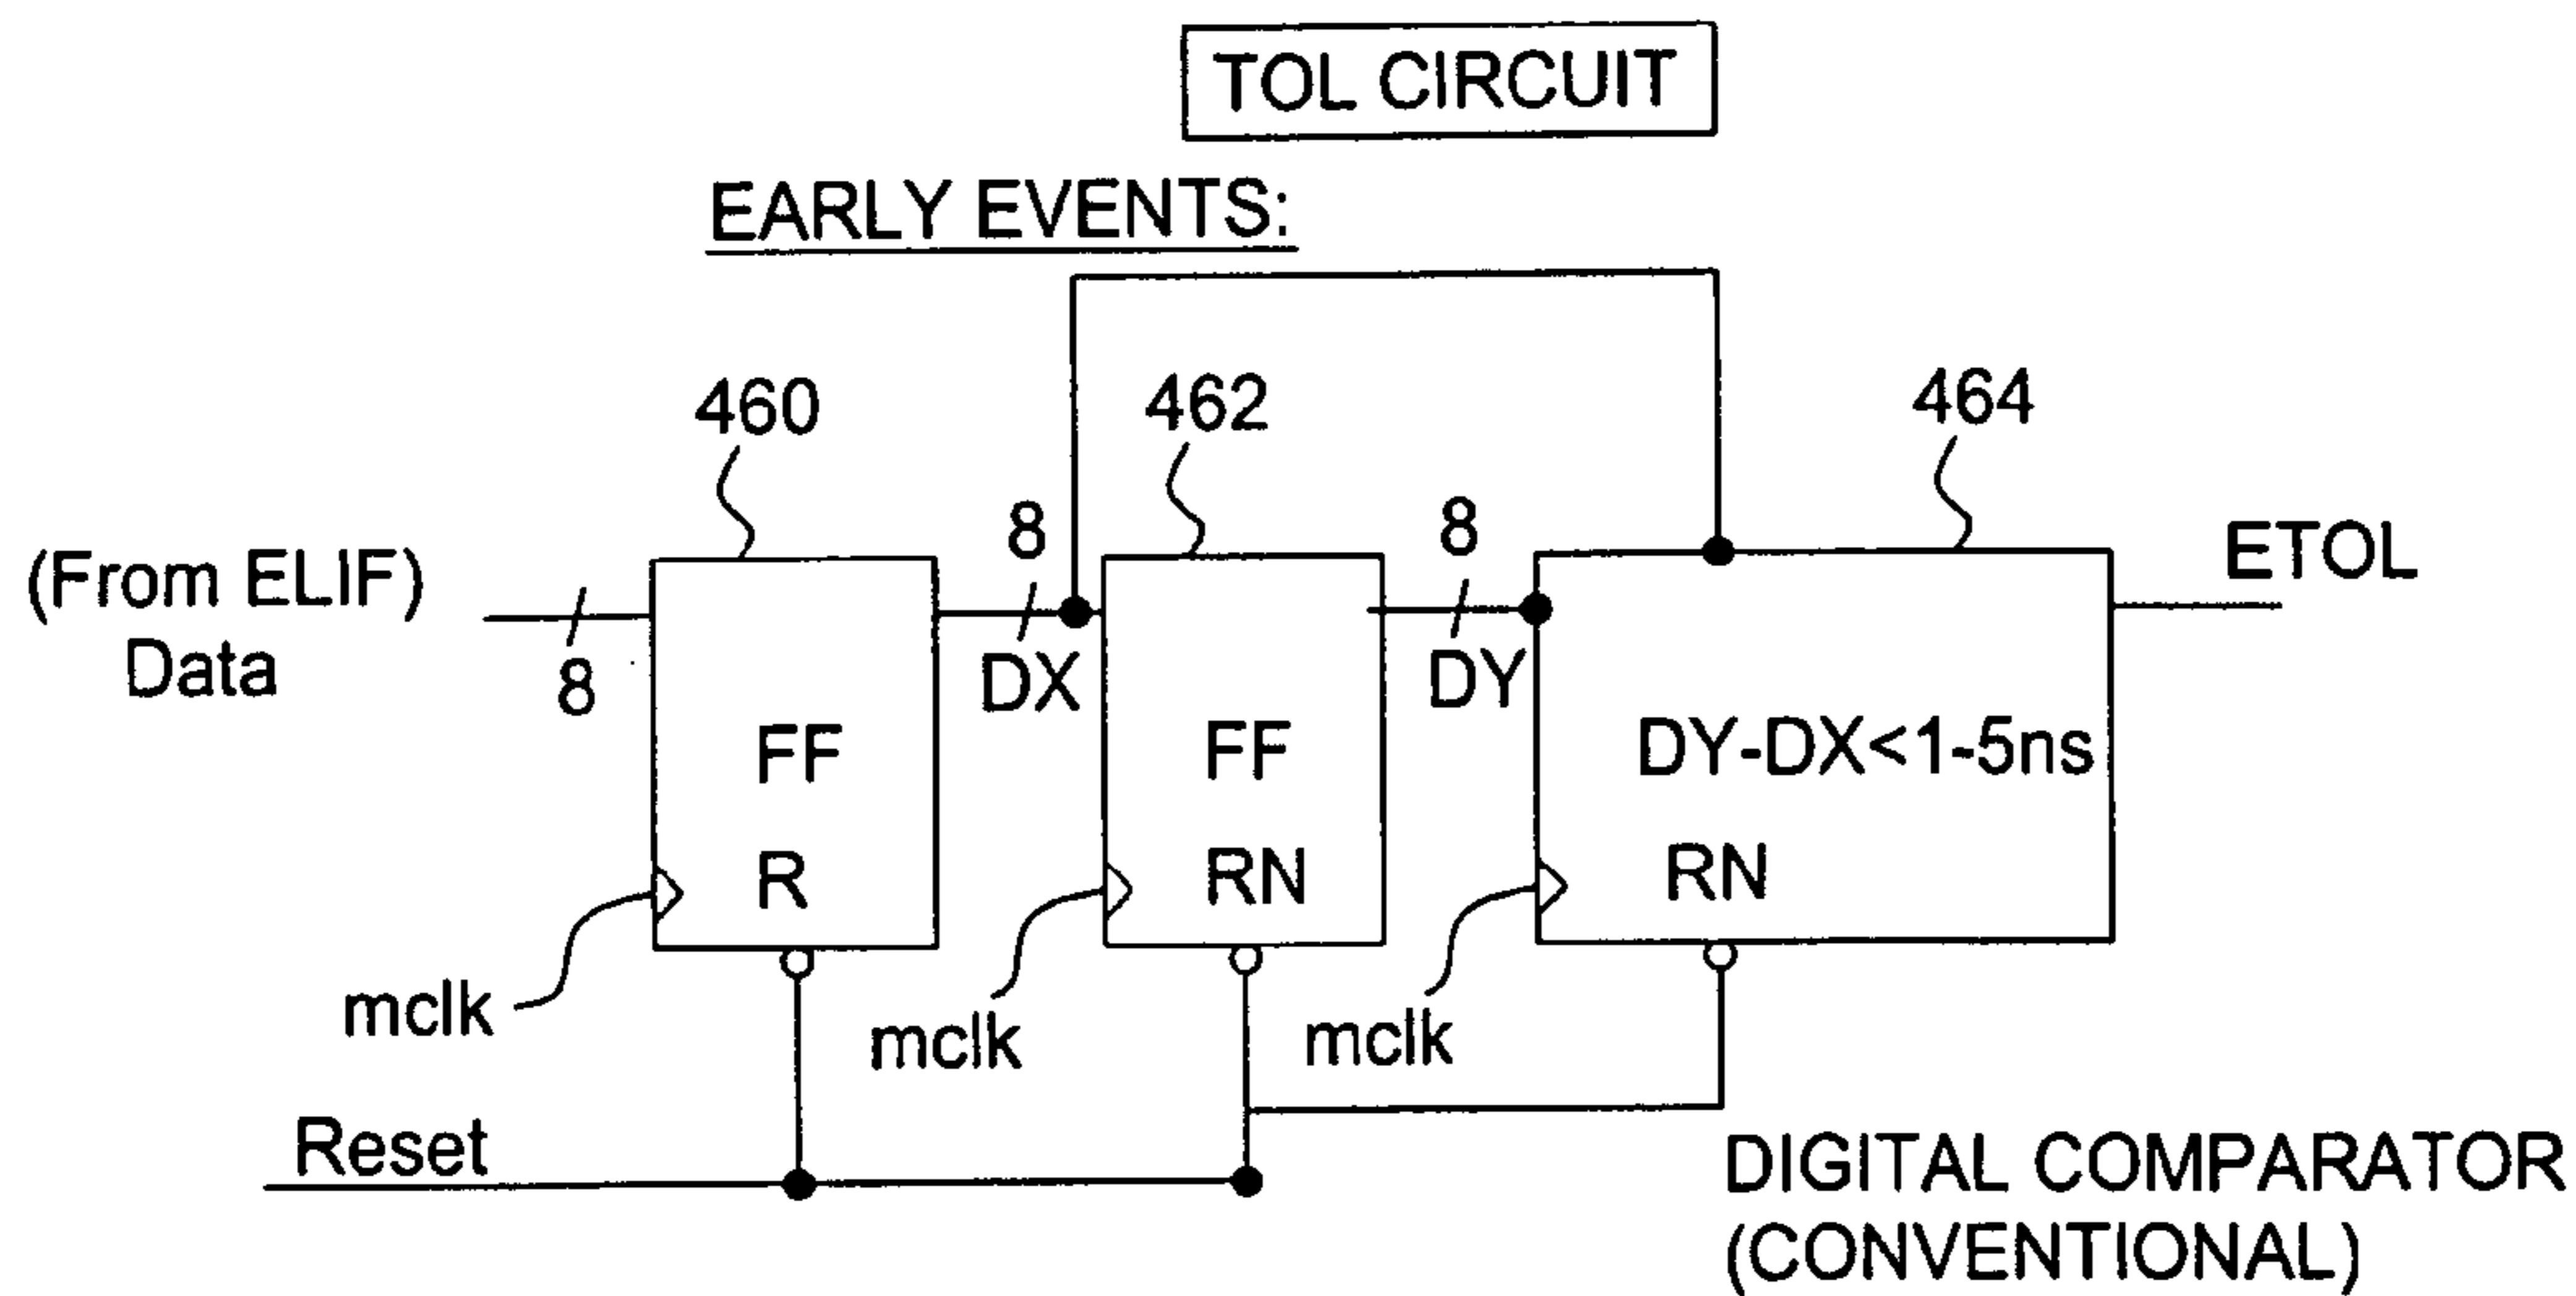 TOL CIRCUIT
EARLY EVENTS:
460
462
464
(From ELIF)
Data
8
8
DX
8
DY
ETOL
FF
R
FF
RN
DY-DX<1-5ns
RN
mclk
mclk
mclk
Reset
DIGITAL COMPARATOR
(CONVENTIONAL)